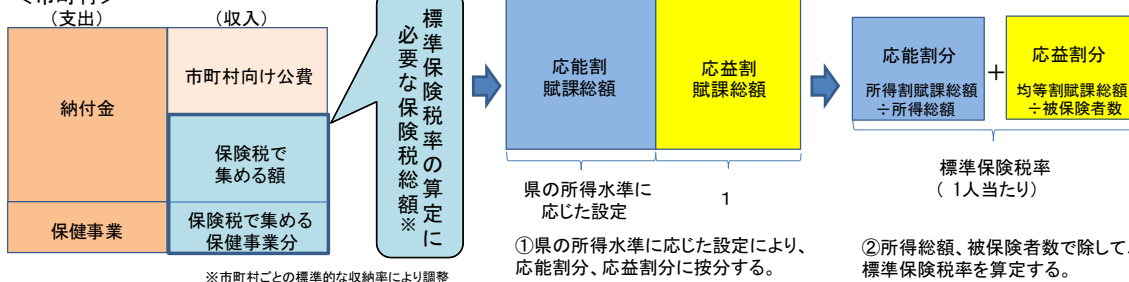 ＜市町村＞
（支出）
（収入）
納付金
保健事業
市町村向け公費
保険税で
集める額
保険税で集める
保健事業分
標準保険税率の算定に
必要な保険税総額※
※市町村ごとの標準的な収納率により調整
応能割
賦課総額
応益割
賦課総額
県の所得水準に
応じた設定
1
①県の所得水準に応じた設定により、
応能割分、応益割分に按分する。
応能割分
所得割賦課総額
÷所得総額
＋
応益割分
均等割賦課総額
÷被保険者数
標準保険税率
（ 1人当たり）
②所得総額、被保険者数で除して、
標準保険税率を算定する。